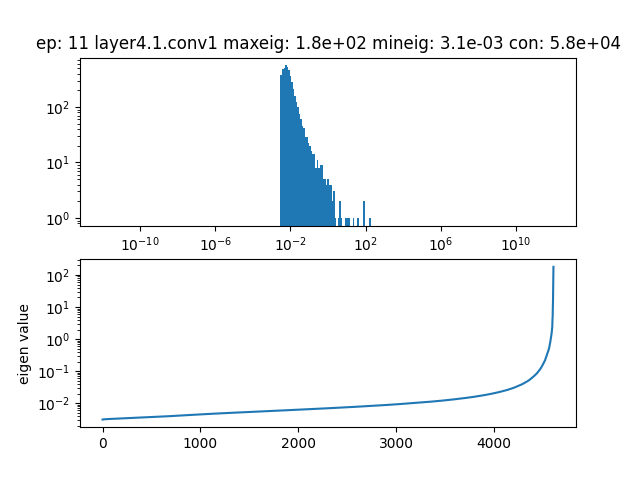 ep: 11 layer4.1.conv1 maxeig: 1.8e+02 mineig: 3.1e-03 con: 5.8e+04
10² 10¹ 10⁰
10⁻¹⁰ 10⁻⁶ 10⁻² 10² 10⁶ 10¹⁰
eigen value
10² 10¹ 10⁰ 10⁻¹ 10⁻²
0 1000 2000 3000 4000